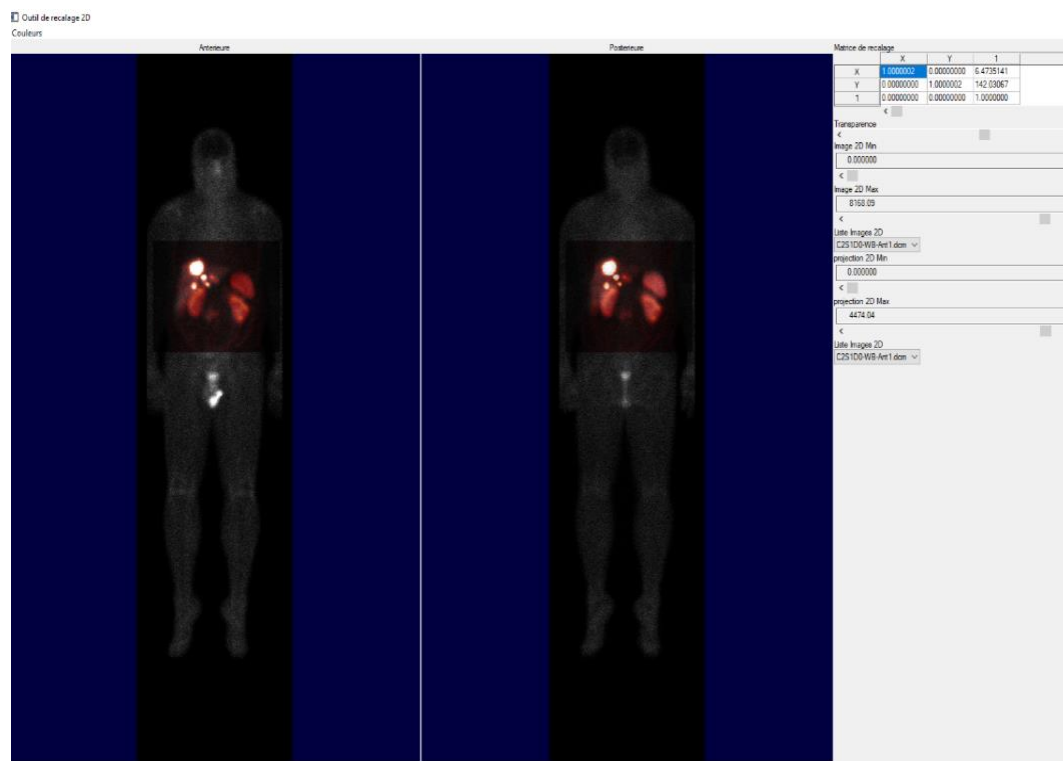 Outil de recalage 2D
Couleurs
Anterieure
Posterieure
Matrice de recalage
X Y 1
X 1.0000002 0.00000000 6.4735141
Y 0.00000000 1.0000002 142.03067
1 0.00000000 0.00000000 1.0000000
Transparence
Image 2D Min
0.000000
Image 2D Max
8168.09
Liste Images 2D
C2S1D0-WB-Ant1.dcm
projection 2D Min
0.000000
projection 2D Max
4474.04
Liste Images 2D
C2S1D0-WB-Ant1.dcm